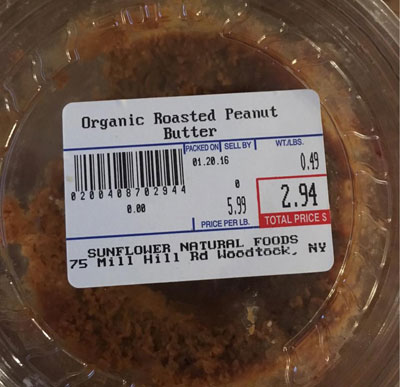 Organic Roasted Peanut
Butter
PACKED ON SELL BY WT./LBS.
01.20.16 0.49
0
5.99 2.94
0200408702944
0.00
PRICE PER LB. TOTAL PRICE $
SUNFLOWER NATURAL FOODS
75 Mill Hill Rd Woodtock, NY